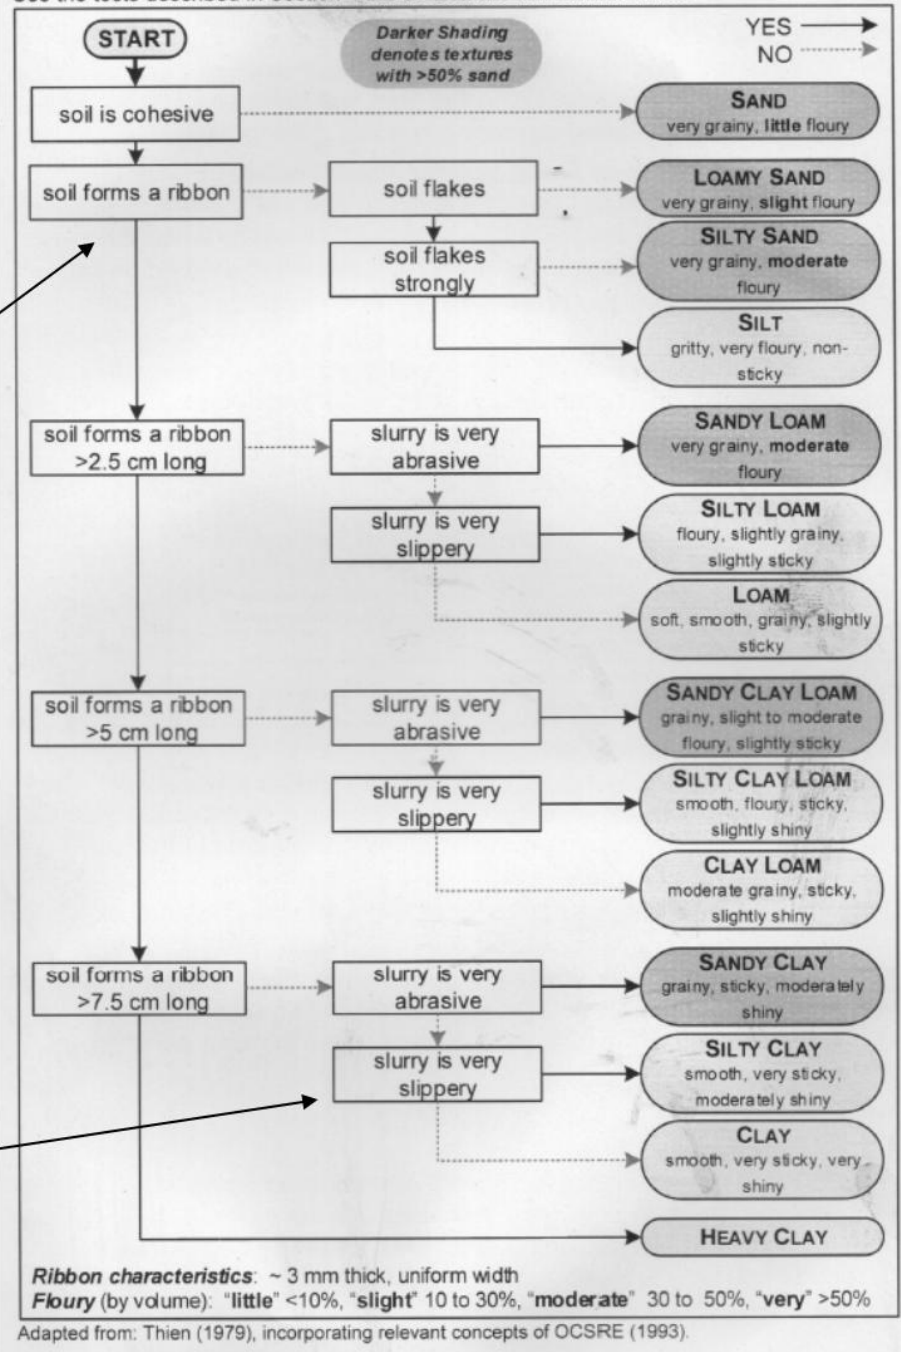 START
Darker Shading
denotes textures
with >50% sand
YES
NO
soil is cohesive
SAND
very grainy, little floury
soil forms a ribbon
soil flakes
LOAMY SAND
very grainy, slight floury
soil flakes
strongly
SILTY SAND
very grainy, moderate
floury
SILT
gritty, very floury, non-
sticky
soil forms a ribbon
>2.5 cm long
slurry is very
abrasive
SANDY LOAM
very grainy, moderate
floury
slurry is very
slippery
SILTY LOAM
floury, slightly grainy,
slightly sticky
LOAM
soft, smooth, grainy, slightly
sticky
soil forms a ribbon
>5 cm long
slurry is very
abrasive
SANDY CLAY LOAM
grainy, slight to moderate
floury, slightly sticky
slurry is very
slippery
SILTY CLAY LOAM
smooth, floury, sticky,
slightly shiny
CLAY LOAM
moderate grainy, sticky,
slightly shiny
soil forms a ribbon
>7.5 cm long
slurry is very
abrasive
SANDY CLAY
grainy, sticky, moderately
shiny
slurry is very
slippery
SILTY CLAY
smooth, very sticky,
moderately shiny
CLAY
smooth, very sticky, very
shiny
HEAVY CLAY
Ribbon characteristics: ~ 3 mm thick, uniform width
Floury (by volume): "little" <10%, "slight" 10 to 30%, "moderate" 30 to 50%, "very" >50%
Adapted from: Thien (1979), incorporating relevant concepts of OCSRE (1993).